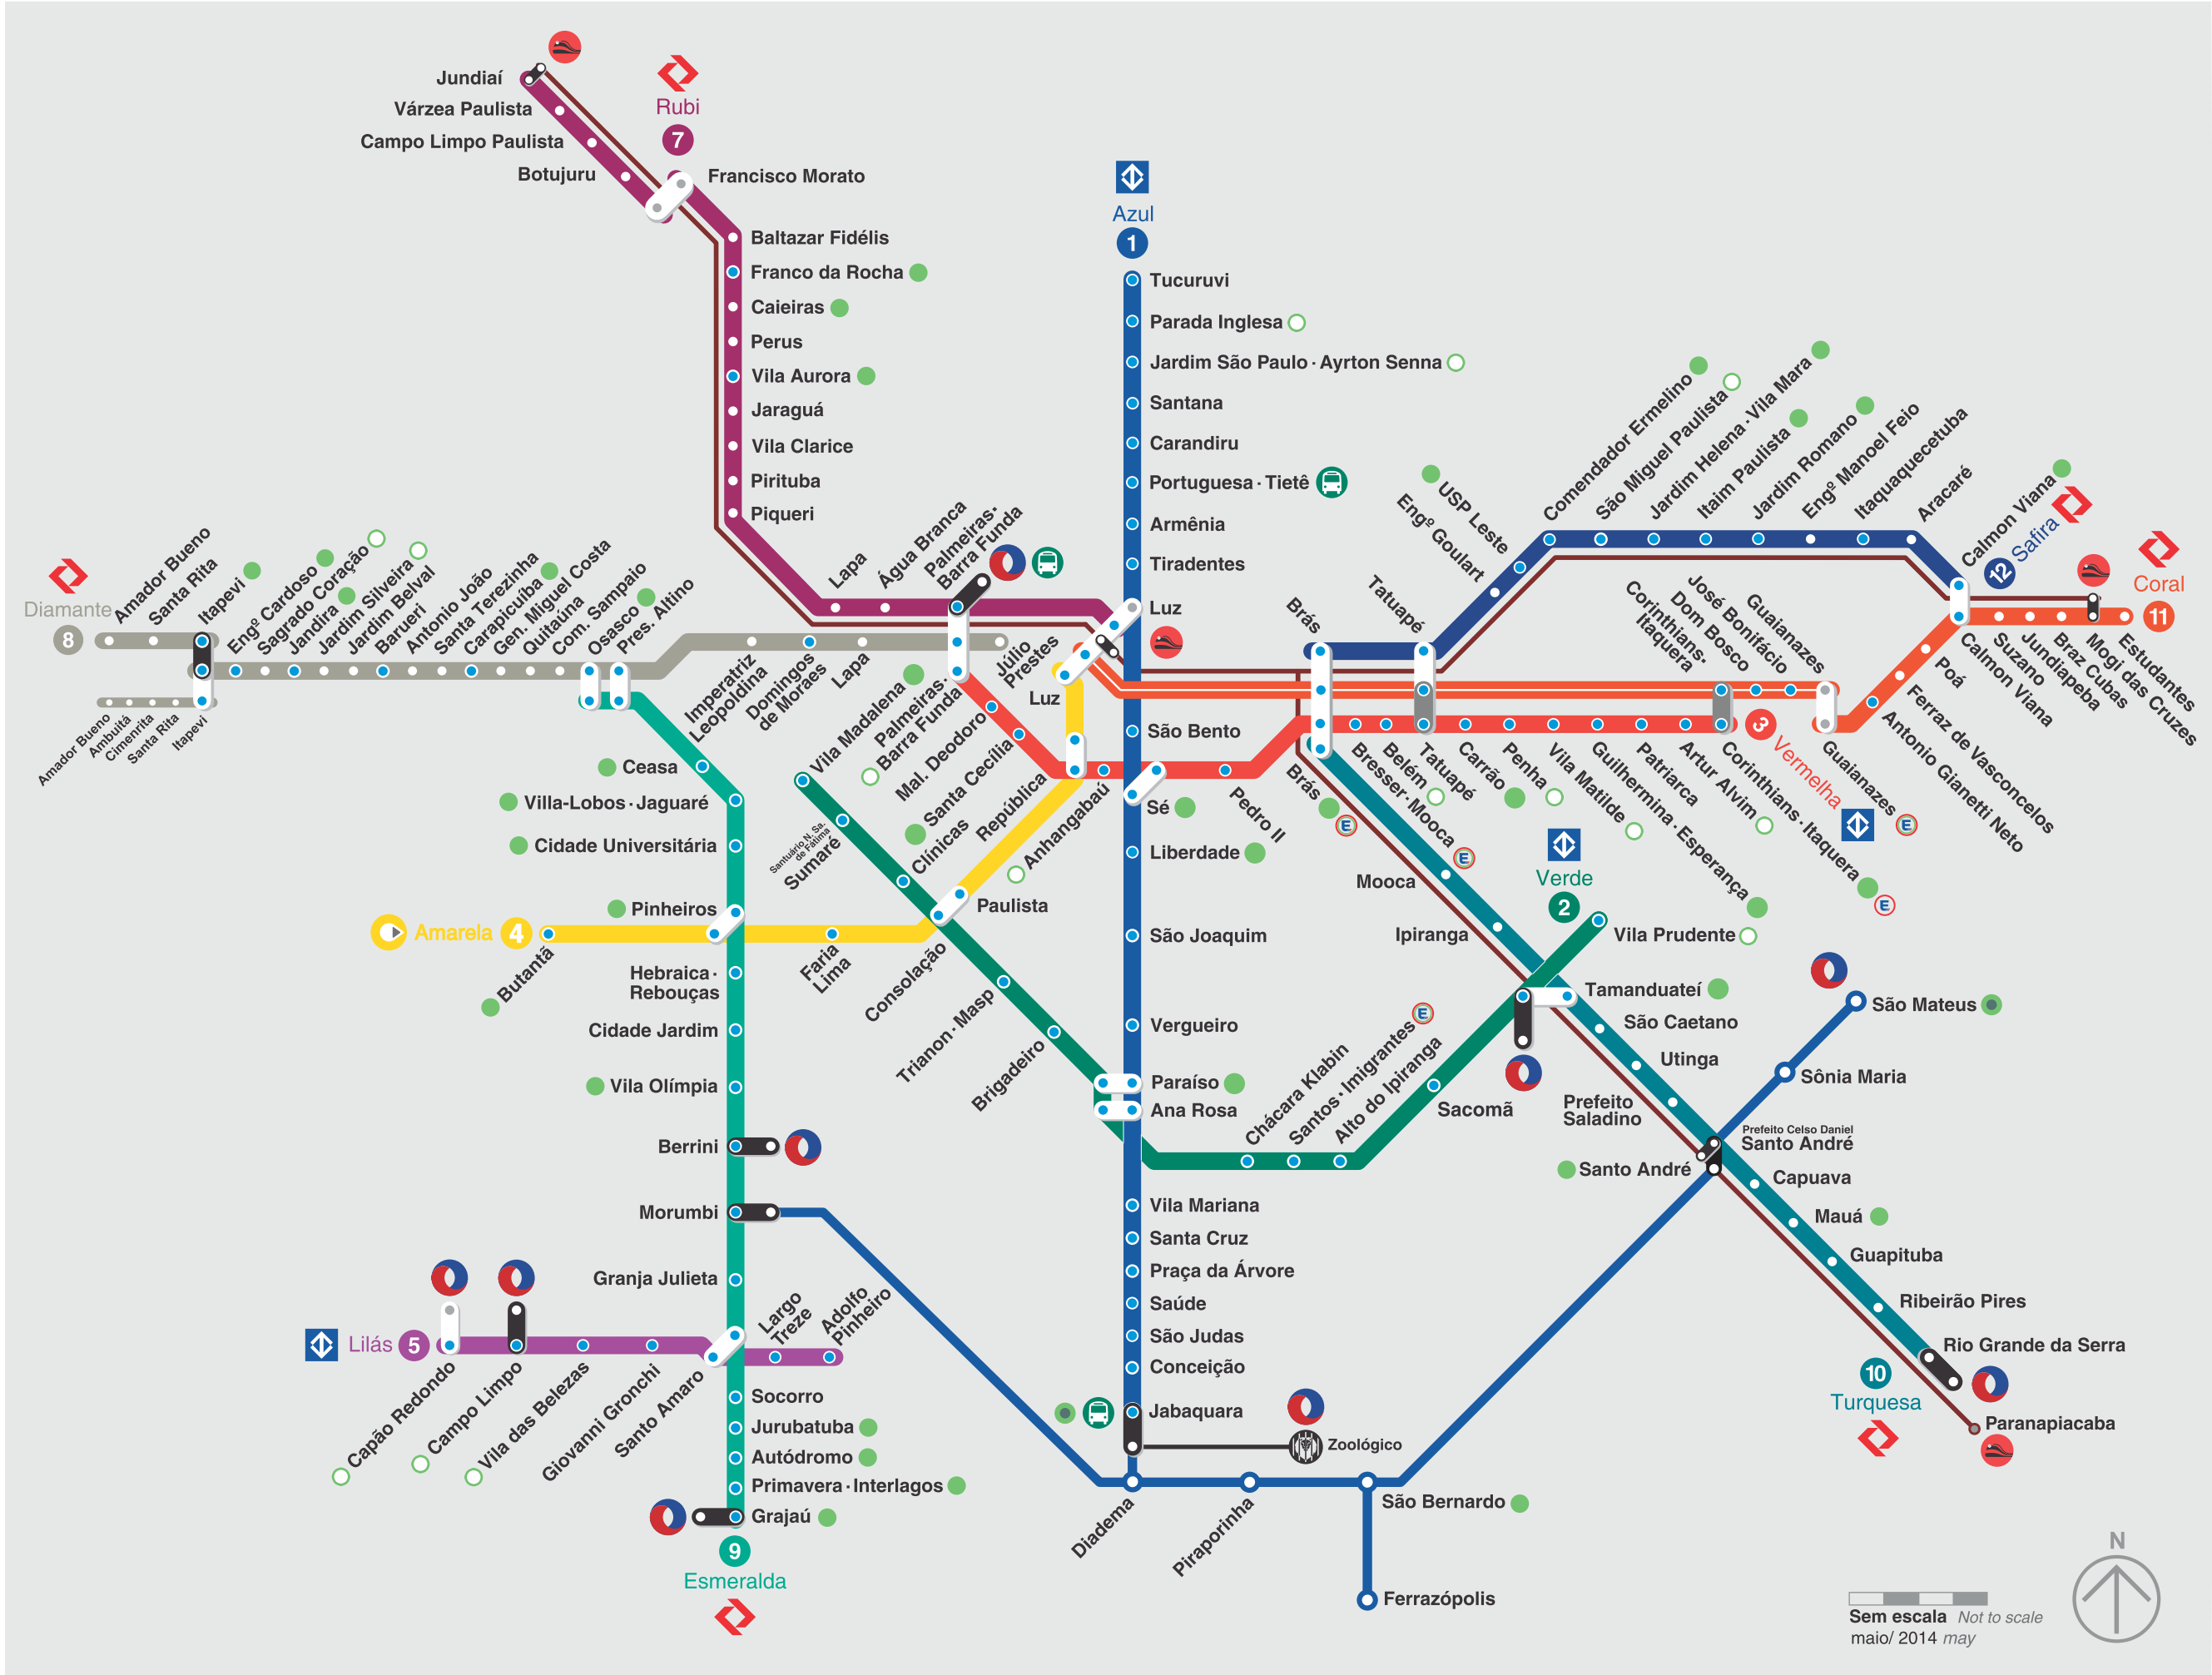 Jundiaí
Várzea Paulista
Campo Limpo Paulista
Botujuru
Rubi
7
Francisco Morato
Baltazar Fidélis
Franco da Rocha
Caieiras
Perus
Vila Aurora
Jaraguá
Vila Clarice
Pirituba
Piqueri
Lapa
Água Branca
Palmeiras·
Barra Funda
Azul
1
Tucuruvi
Parada Inglesa
Jardim São Paulo · Ayrton Senna
Santana
Carandiru
Portuguesa · Tietê
Armênia
Tiradentes
Luz
São Bento
Sé
Liberdade
São Joaquim
Vergueiro
Paraíso
Ana Rosa
Vila Mariana
Santa Cruz
Praça da Árvore
Saúde
São Judas
Conceição
Jabaquara
Zoológico
Diamante
8
Amador Bueno
Santa Rita
Itapevi
Engº Cardoso
Sagrado Coração
Jandira
Jardim Silveira
Jardim Belval
Barueri
Antonio João
Santa Terezinha
Carapicuíba
Gen. Miguel Costa
Quitaúna
Com. Sampaio
Osasco
Pres. Altino
Imperatriz
Leopoldina
Domingos
de Moraes
Lapa
Júlio
Prestes
Amador Bueno
Ambuitá
Cimenrita
Santa Rita
Itapevi
Ceasa
Villa-Lobos · Jaguaré
Cidade Universitária
Pinheiros
Hebraica ·
Rebouças
Cidade Jardim
Vila Olímpia
Berrini
Morumbi
Granja Julieta
Santo Amaro
Socorro
Jurubatuba
Autódromo
Primavera · Interlagos
Grajaú
9
Esmeralda
Amarela
4
Butantã
Faria
Lima
Paulista
República
Luz
Vila Madalena
Santuário N. Sa.
de Fátima
Sumaré
Clínicas
Consolação
Trianon · Masp
Brigadeiro
Chácara Klabin
Santos · Imigrantes
E
Alto do Ipiranga
Sacomã
Tamanduateí
Vila Prudente
Verde
2
Palmeiras·
Barra Funda
Mal. Deodoro
Santa Cecília
Anhangabaú
Pedro II
Brás
E
Bresser · Mooca
E
Belém
Tatuapé
Carrão
Penha
Vila Matilde
Guilhermina · Esperança
Patriarca
Artur Alvim
Corinthians · Itaquera
E
3
Vermelha
Brás
Tatuapé
USP Leste
Engº Goulart
Comendador Ermelino
São Miguel Paulista
Jardim Helena · Vila Mara
Itaim Paulista
Jardim Romano
Engº Manoel Feio
Itaquaquecetuba
Aracaré
Calmon Viana
12
Safira
Coral
11
Corinthians·
Itaquera
Dom Bosco
José Bonifácio
Guaianazes
Guaianazes
E
Antonio Gianetti Neto
Ferraz de Vasconcelos
Poá
Calmon Viana
Suzano
Jundiapeba
Braz Cubas
Mogi das Cruzes
Estudantes
Mooca
Ipiranga
São Caetano
Utinga
Prefeito
Saladino
Prefeito Celso Daniel
Santo André
Santo André
Capuava
Mauá
Guapituba
Ribeirão Pires
Rio Grande da Serra
Paranapiacaba
10
Turquesa
São Mateus
Sônia Maria
Lilás
5
Capão Redondo
Campo Limpo
Vila das Belezas
Giovanni Gronchi
Largo
Treze
Adolfo
Pinheiro
Diadema
Piraporinha
São Bernardo
Ferrazópolis
N
Sem escala Not to scale
maio/ 2014 may